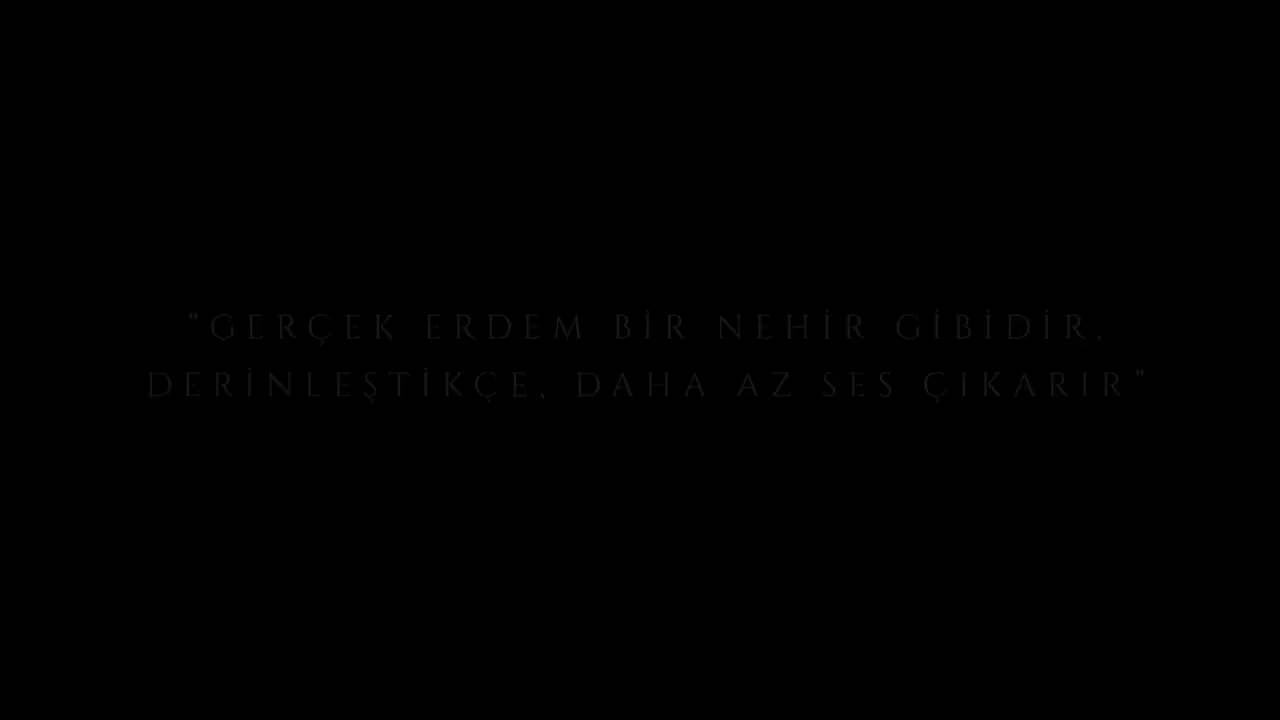 "GERÇEK ERDEM BİR NEHİR GİBİDİR,
DERİNLEŞTİKÇE, DAHA AZ SES ÇIKARIR"